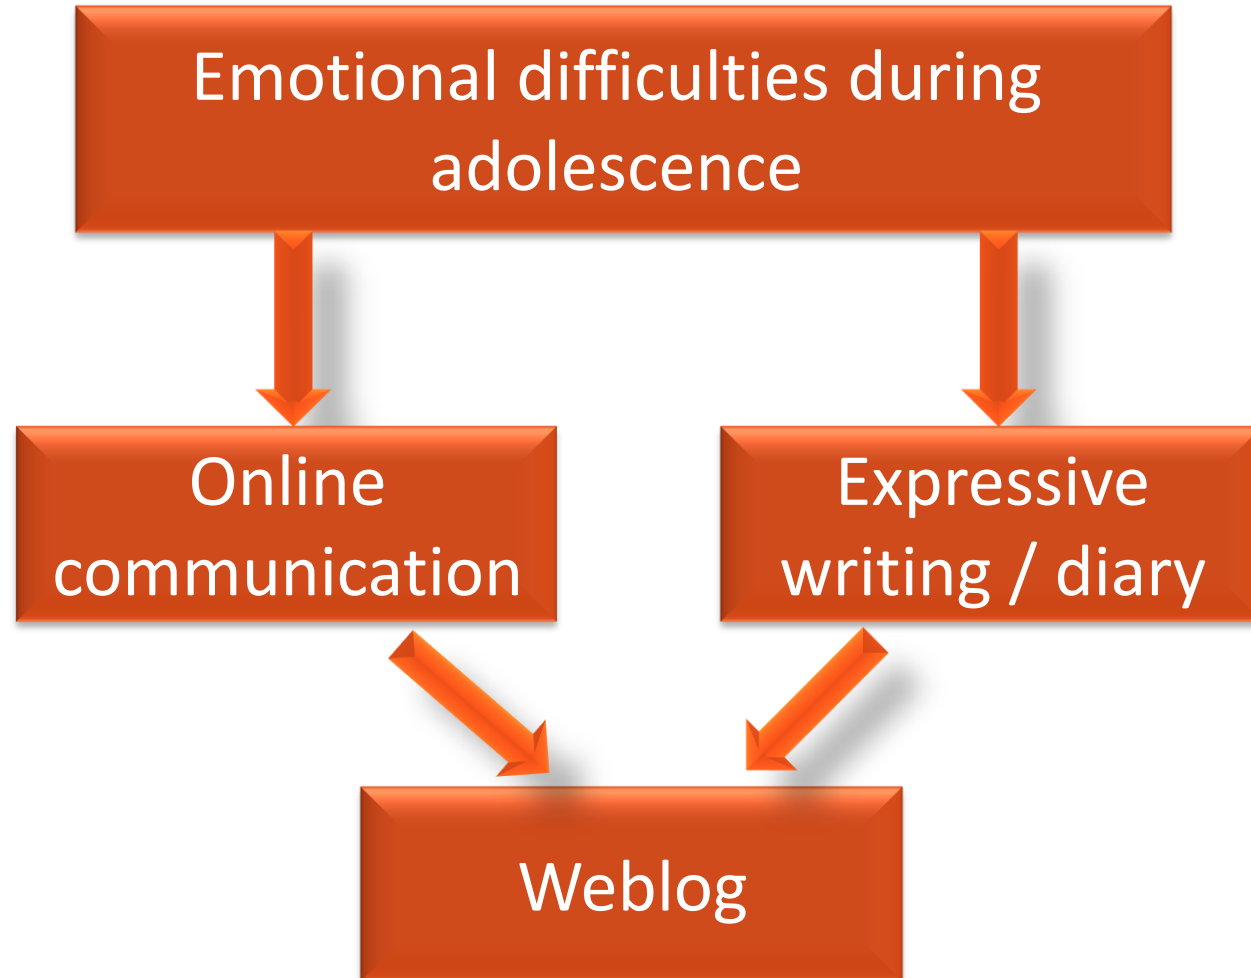 Emotional difficulties during
adolescence
Online
communication
Expressive
writing / diary
Weblog